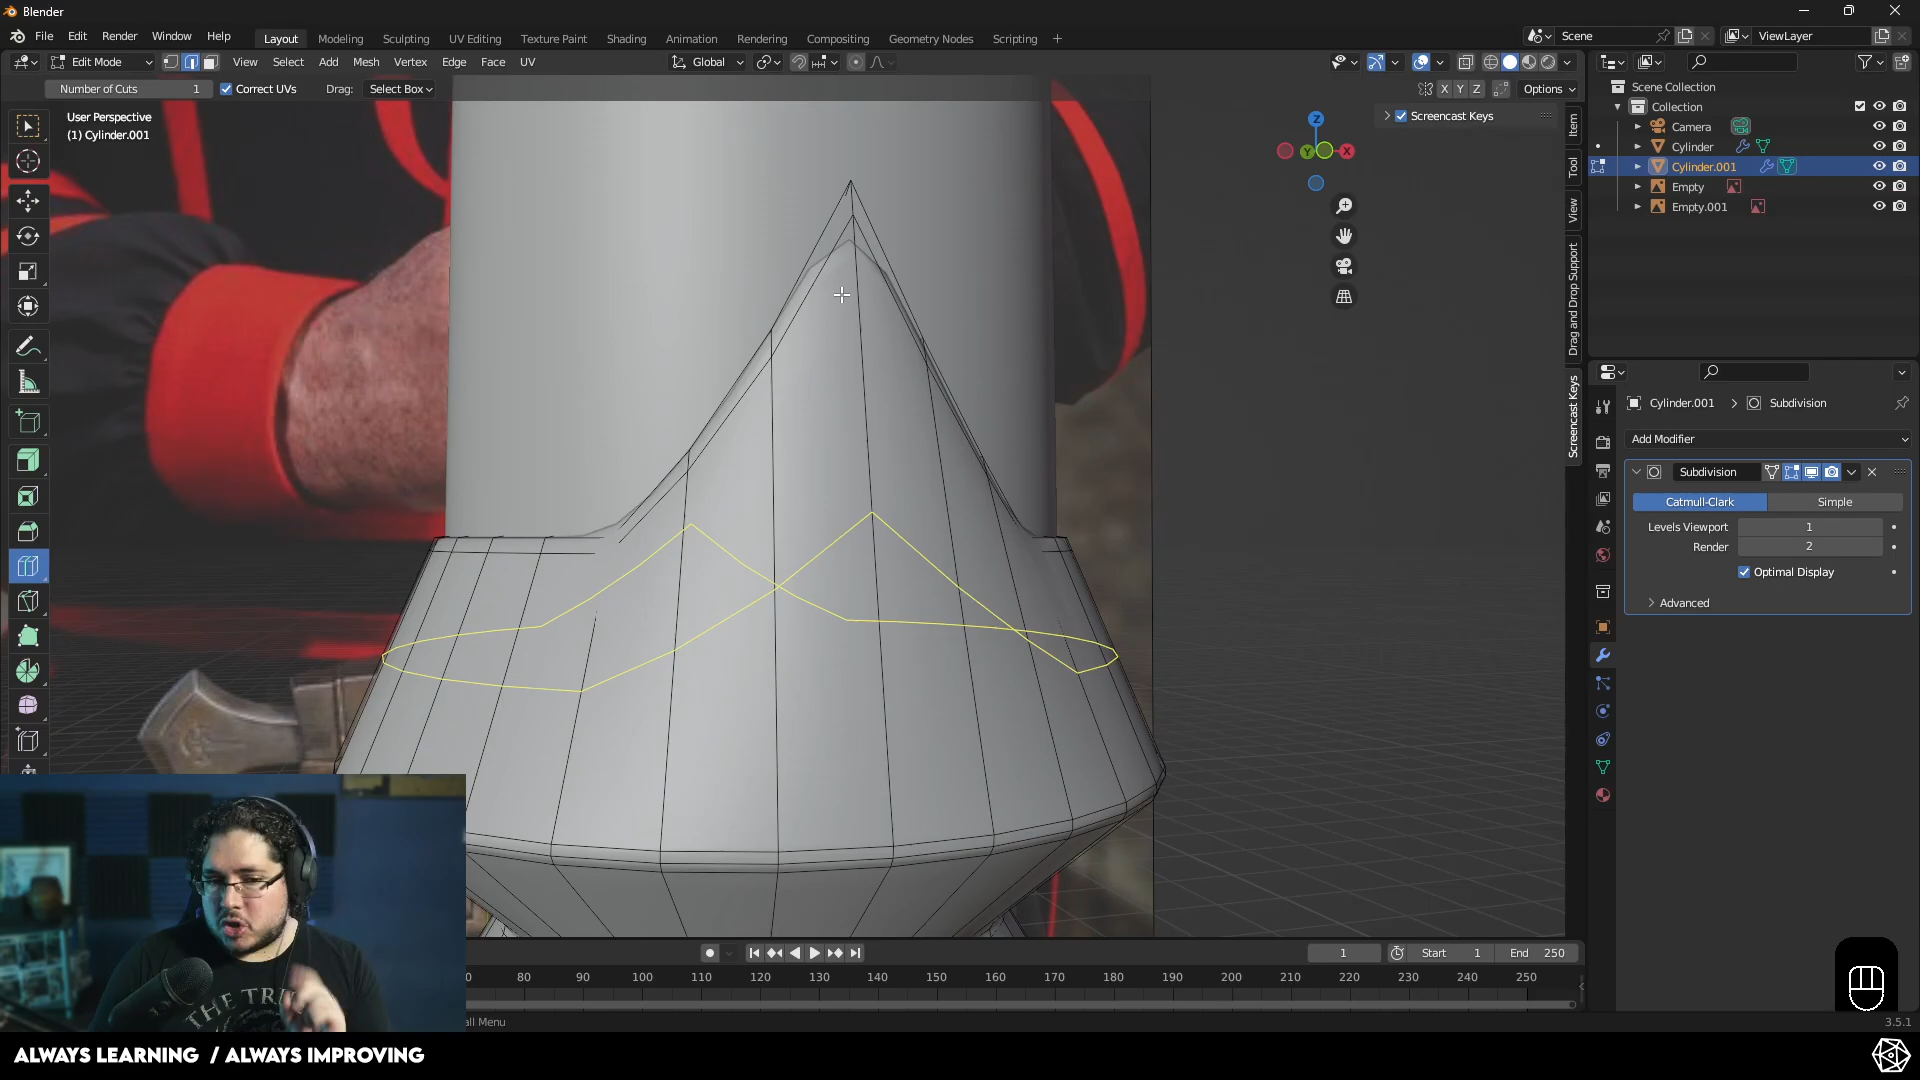 Blender
File Edit Render Window Help
Layout Modeling Sculpting UV Editing Texture Paint Shading Animation Rendering Compositing Geometry Nodes Scripting +
Scene
ViewLayer
Edit Mode View Select Add Mesh Vertex Edge Face UV
Global
Number of Cuts 1 Correct UVs Drag: Select Box
X Y Z Options
User Perspective
(1) Cylinder.001
Screencast Keys
Z
Y
X
Item
Tool
View
Drag and Drop Support
Screencast Keys
Scene Collection
Collection
Camera
Cylinder
Cylinder.001
Empty
Empty.001
Cylinder.001 > Subdivision
Add Modifier
Subdivision
Catmull-Clark Simple
Levels Viewport 1
Render 2
Optimal Display
Advanced
1 Start 1 End 250
80 90 100 110 120 130 140 150 160 170 180 190 200 210 220 230 240 250
all Menu
3.5.1
THE TR
ALWAYS LEARNING / ALWAYS IMPROVING